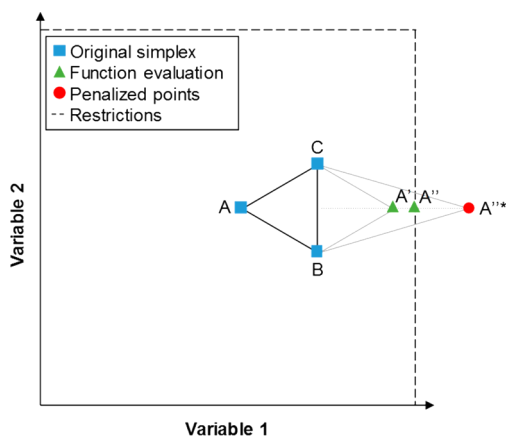 Original simplex
Function evaluation
Penalized points
Restrictions
C
A
A'
A''
A''*
B
Variable 2
Variable 1